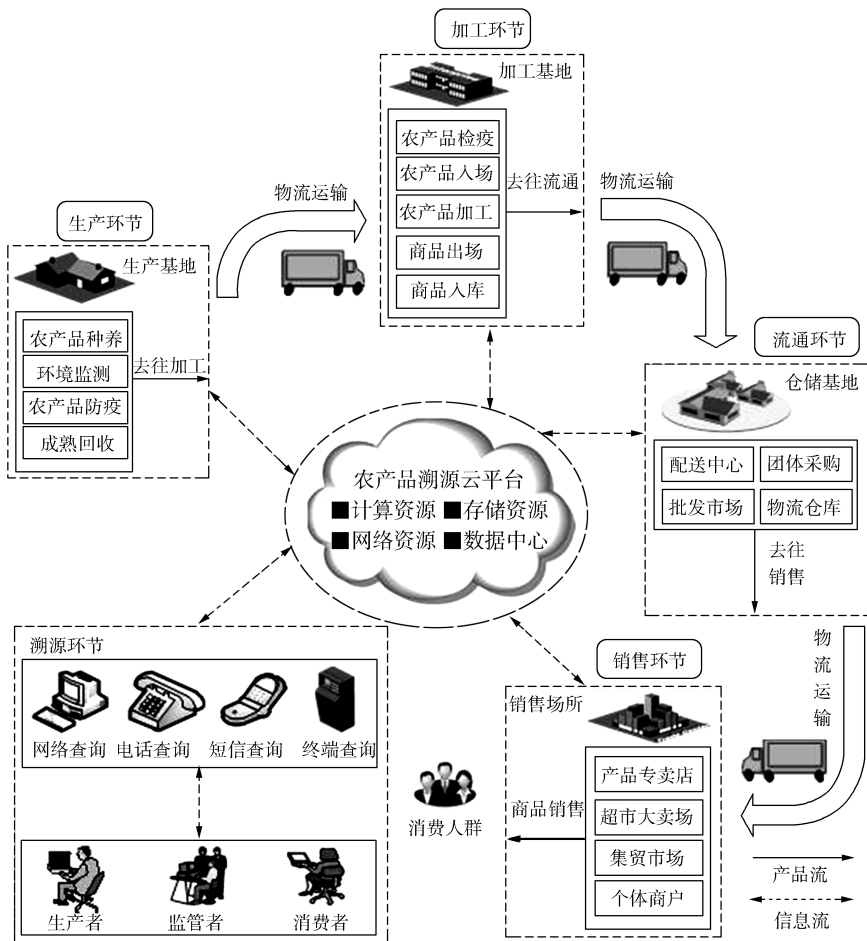 加工环节
加工基地
农产品检疫
农产品入场
农产品加工
商品出场
商品入库
去往流通
物流运输
物流运输
生产环节
生产基地
农产品种养
环境监测
农产品防疫
成熟回收
去往加工
流通环节
仓储基地
配送中心
团体采购
批发市场
物流仓库
去往
销售
农产品溯源云平台
■计算资源 ■存储资源
■网络资源 ■数据中心
溯源环节
网络查询
电话查询
短信查询
终端查询
生产者
监管者
消费者
消费人群
商品销售
销售环节
销售场所
产品专卖店
超市大卖场
集贸市场
个体商户
物流运输
产品流
信息流